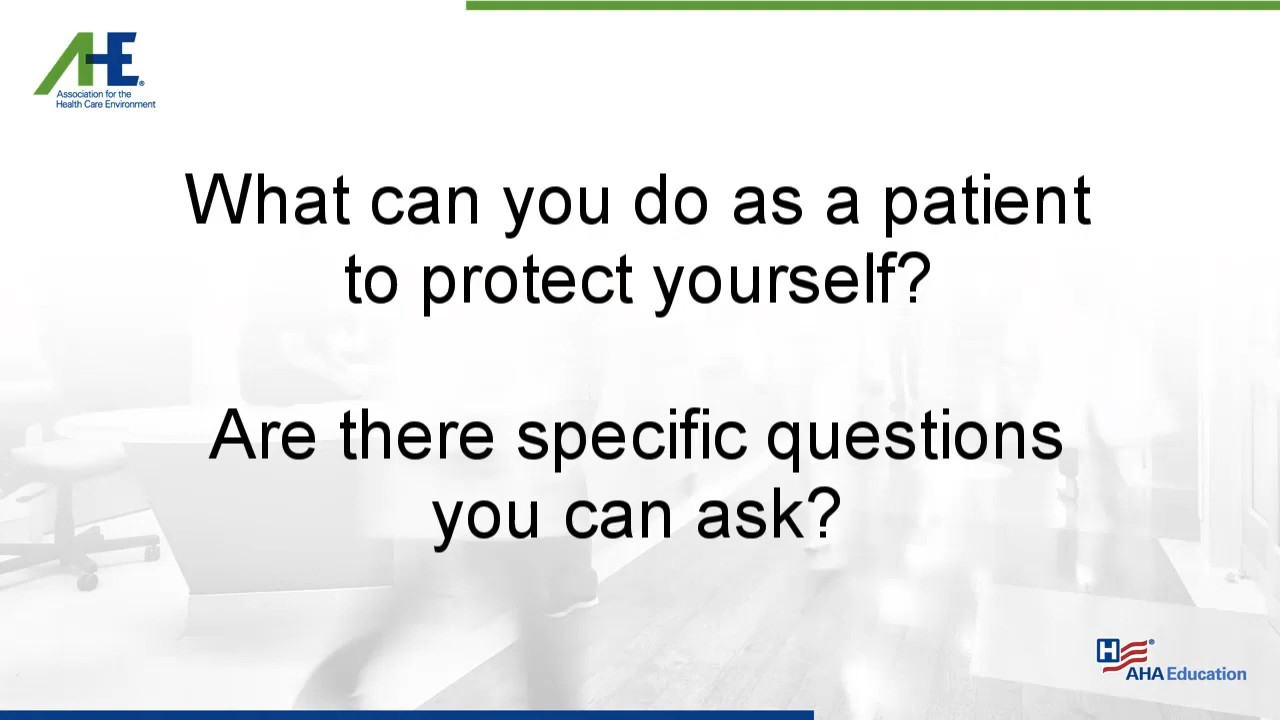 AHE®
Association for the
Health Care Environment
What can you do as a patient
to protect yourself?
Are there specific questions
you can ask?
H®
AHA Education